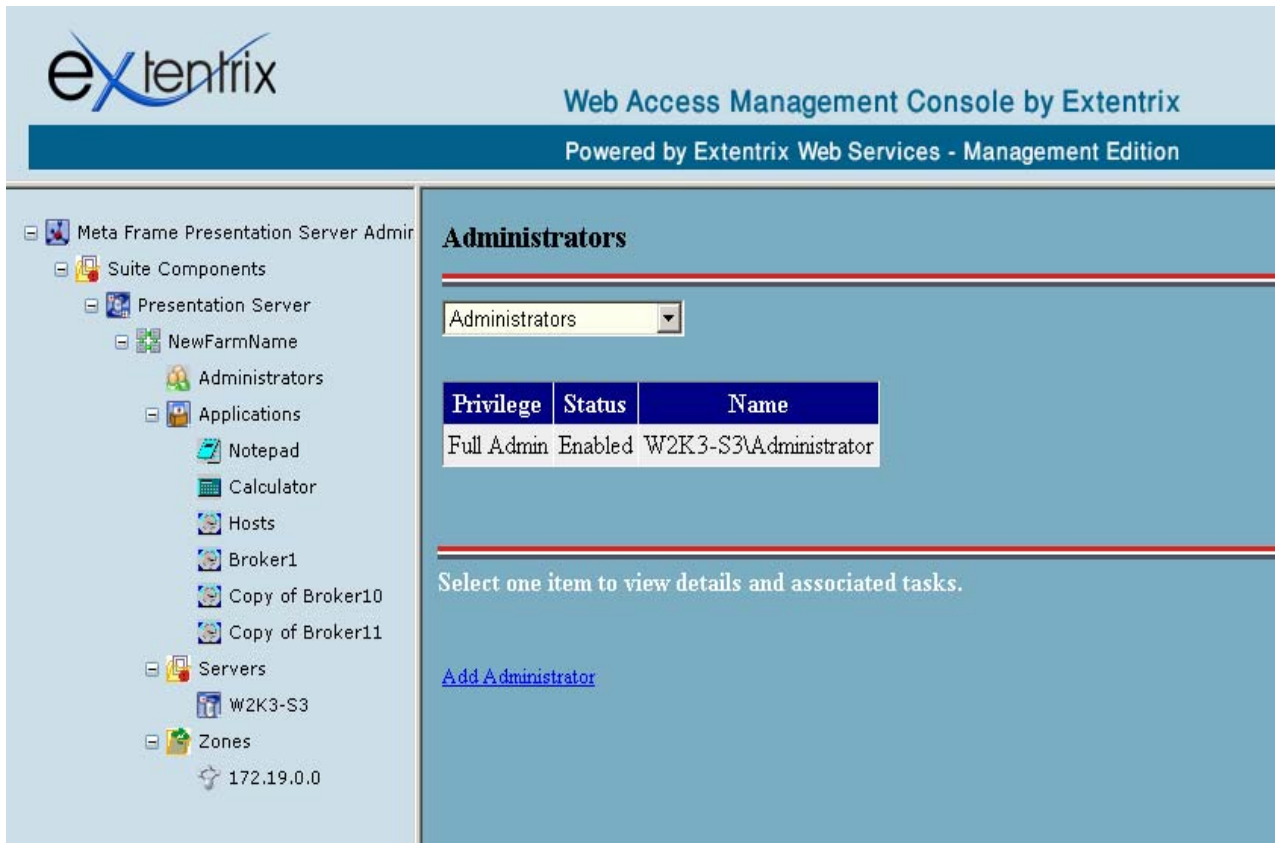 extentrix
Web Access Management Console by Extentrix
Powered by Extentrix Web Services - Management Edition
Meta Frame Presentation Server Admir
Suite Components
Presentation Server
NewFarmName
Administrators
Applications
Notepad
Calculator
Hosts
Broker1
Copy of Broker10
Copy of Broker11
Servers
W2K3-S3
Zones
172.19.0.0
Administrators
Administrators
Privilege Status Name
Full Admin Enabled W2K3-S3\Administrator
Select one item to view details and associated tasks.
Add Administrator